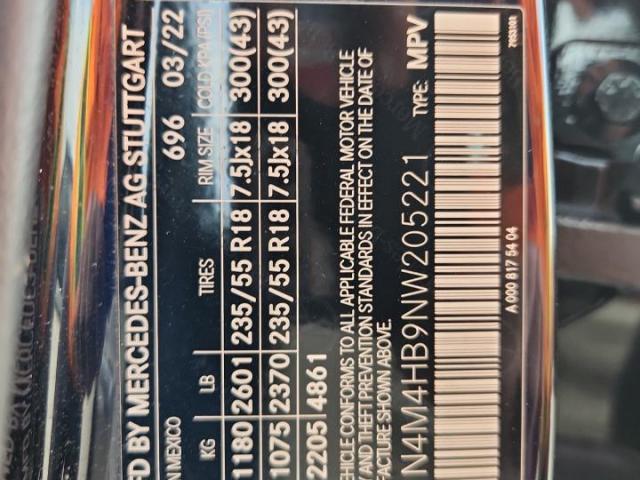 FD BY MERCEDES-BENZ AG STUTTGART
IN MEXICO 696 03/22
KG LB TIRES RIM SIZE COLD KPA/(PSI)
1180 2601 235/55 R18 7.5Jx18 300(43)
1075 2370 235/55 R18 7.5Jx18 300(43)
2205 4861
VEHICLE CONFORMS TO ALL APPLICABLE FEDERAL MOTOR VEHICLE
Y AND THEFT PREVENTION STANDARDS IN EFFECT ON THE DATE OF
FACTURE SHOWN ABOVE.
N4M4HB9NW205221 TYPE: MPV
A 000 817 54 04